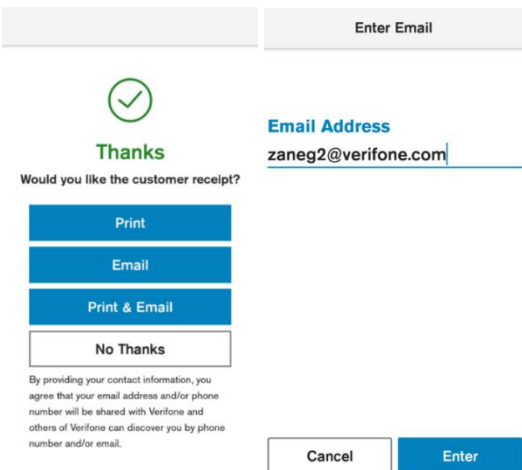 Thanks
Would you like the customer receipt?
Print
Email
Print & Email
No Thanks
By providing your contact information, you
agree that your email address and/or phone
number will be shared with Verifone and
others of Verifone can discover you by phone
number and/or email.
Enter Email
Email Address
zaneg2@verifone.com
Cancel
Enter